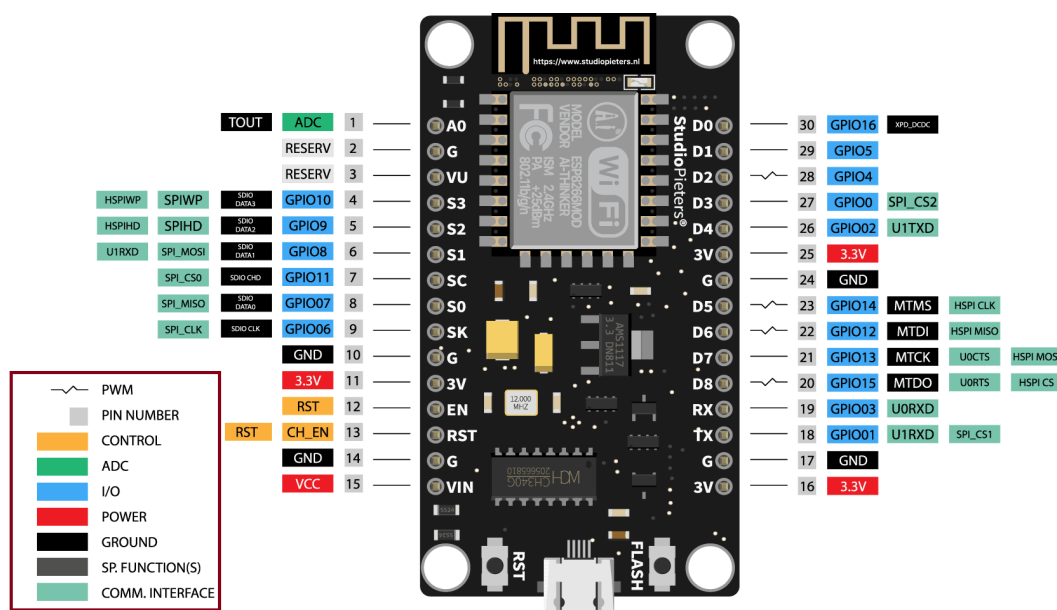 https://www.studiopieters.nl
TOUT ADC 1 A0
RESERV 2 G
RESERV 3 VU
HSPIWP SPIWP SDIO DATA3 GPIO10 4 S3
HSPIHD SPIHD SDIO DATA2 GPIO9 5 S2
U1RXD SPI_MOSI SDIO DATA1 GPIO8 6 S1
SPI_CS0 SDIO CHD GPIO11 7 SC
SPI_MISO SDIO DATA0 GPIO07 8 S0
SPI_CLK SDIO CLK GPIO06 9 SK
GND 10 G
3.3V 11 3V
RST 12 EN
RST CH_EN 13 RST
GND 14 G
VCC 15 VIN
D0 30 GPIO16 XPD_DCDC
D1 29 GPIO5
D2 28 GPIO4
D3 27 GPIO0 SPI_CS2
D4 26 GPIO02 U1TXD
3V 25 3.3V
G 24 GND
D5 23 GPIO14 MTMS HSPI CLK
D6 22 GPIO12 MTDI HSPI MISO
D7 21 GPIO13 MTCK U0CTS HSPI MOS
D8 20 GPIO15 MTDO U0RTS HSPI CS
RX 19 GPIO03 U0RXD
TX 18 GPIO01 U1RXD SPI_CS1
G 17 GND
3V 16 3.3V
StudioPieters®
MODEL ESP8266MOD
VENDOR AI-THINKER
ISM 2.4GHz
PA +25dBm
802.11b/g/n
FC
Ai
Wi Fi
AMS1117
3.3 DN811
12.000
MHZ
WCH
CH340G
205665810
RST
FLASH
PWM
PIN NUMBER
CONTROL
ADC
I/O
POWER
GROUND
SP. FUNCTION(S)
COMM. INTERFACE